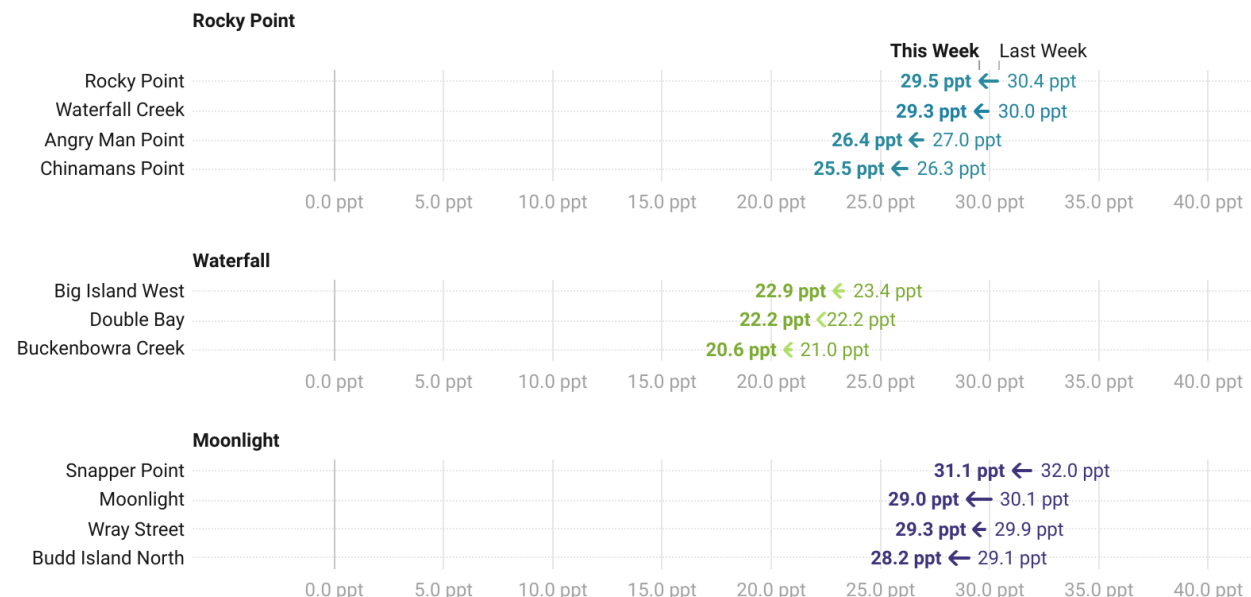 Rocky Point
This Week Last Week
Rocky Point 29.5 ppt 30.4 ppt
Waterfall Creek 29.3 ppt 30.0 ppt
Angry Man Point 26.4 ppt 27.0 ppt
Chinamans Point 25.5 ppt 26.3 ppt
0.0 ppt 5.0 ppt 10.0 ppt 15.0 ppt 20.0 ppt 25.0 ppt 30.0 ppt 35.0 ppt 40.0 ppt
Waterfall
Big Island West 22.9 ppt 23.4 ppt
Double Bay 22.2 ppt 22.2 ppt
Buckenbowra Creek 20.6 ppt 21.0 ppt
0.0 ppt 5.0 ppt 10.0 ppt 15.0 ppt 20.0 ppt 25.0 ppt 30.0 ppt 35.0 ppt 40.0 ppt
Moonlight
Snapper Point 31.1 ppt 32.0 ppt
Moonlight 29.0 ppt 30.1 ppt
Wray Street 29.3 ppt 29.9 ppt
Budd Island North 28.2 ppt 29.1 ppt
0.0 ppt 5.0 ppt 10.0 ppt 15.0 ppt 20.0 ppt 25.0 ppt 30.0 ppt 35.0 ppt 40.0 ppt